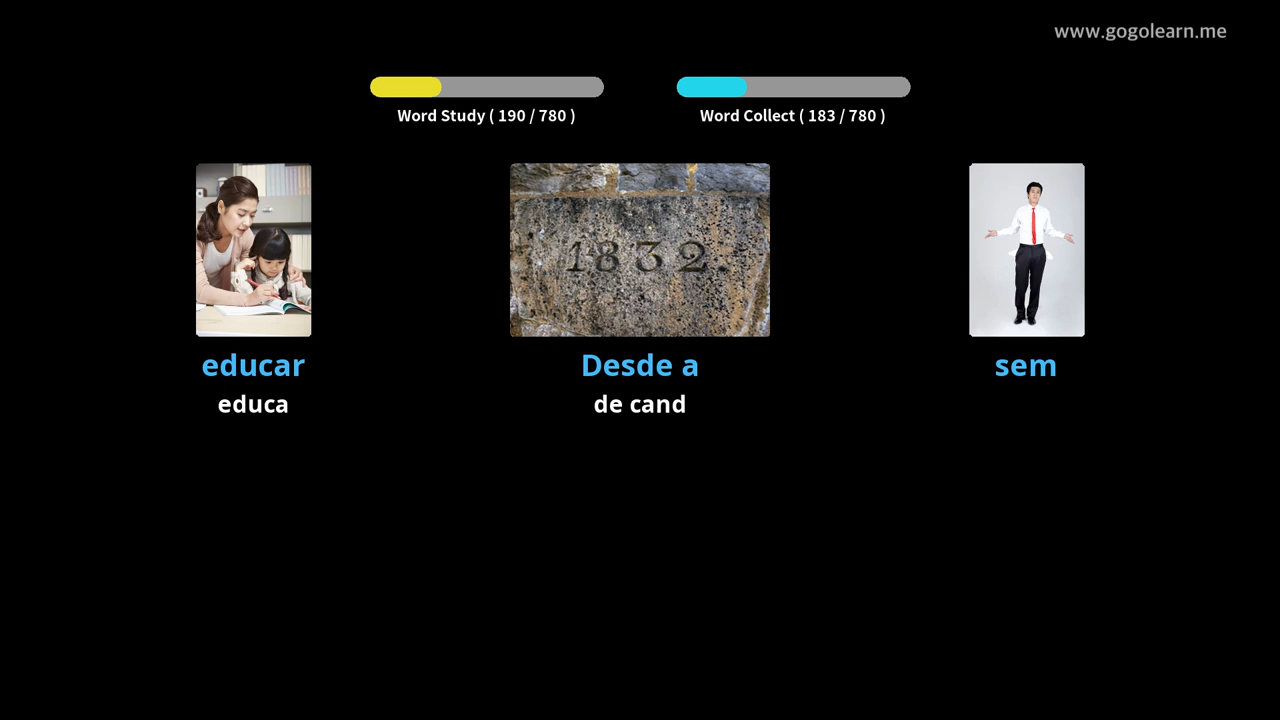 www.gogolearn.me
Word Study ( 190 / 780 )
Word Collect ( 183 / 780 )
1832.
educar
Desde a
sem
educa
de cand